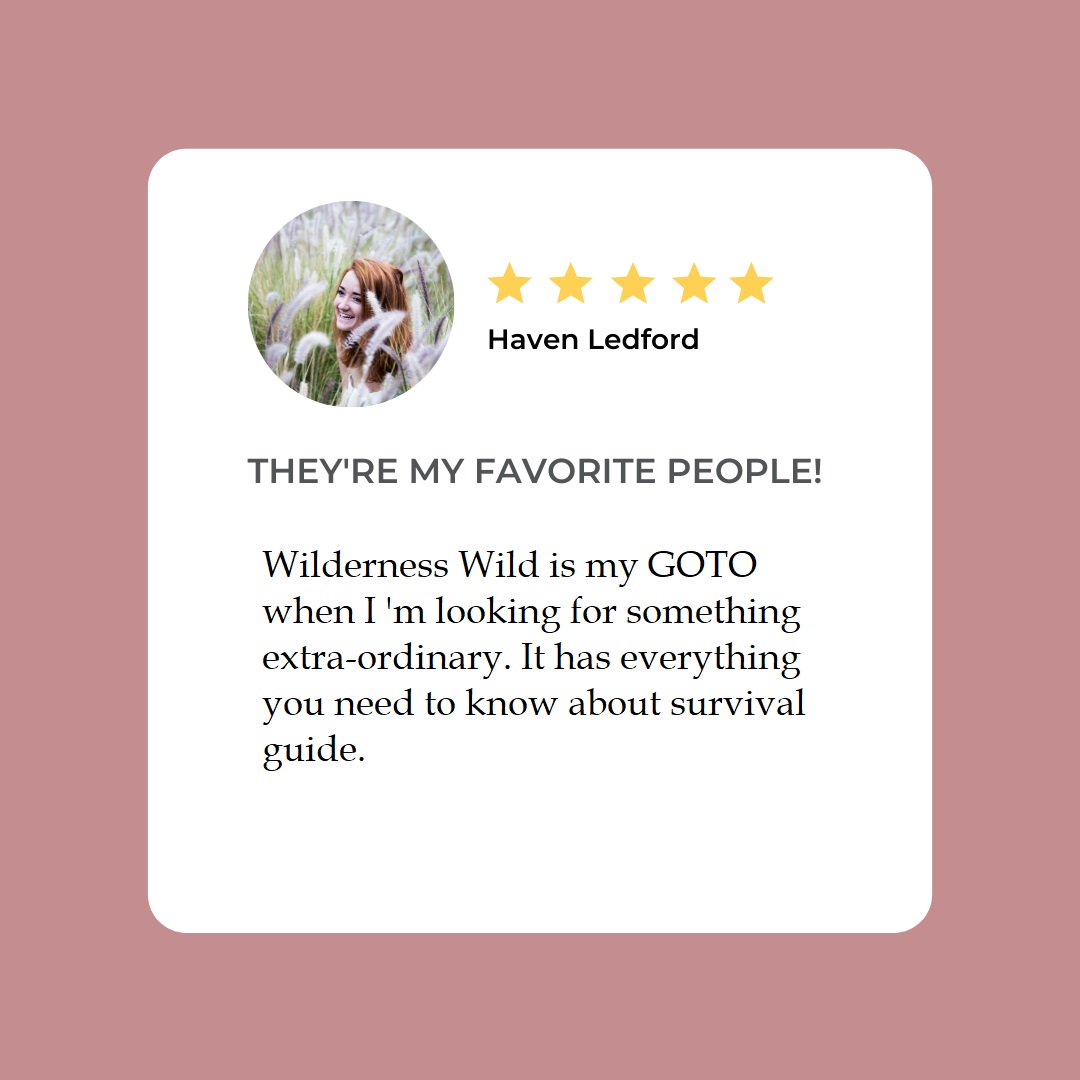 Haven Ledford
THEY'RE MY FAVORITE PEOPLE!
Wilderness Wild is my GOTO
when I 'm looking for something
extra-ordinary. It has everything
you need to know about survival
guide.